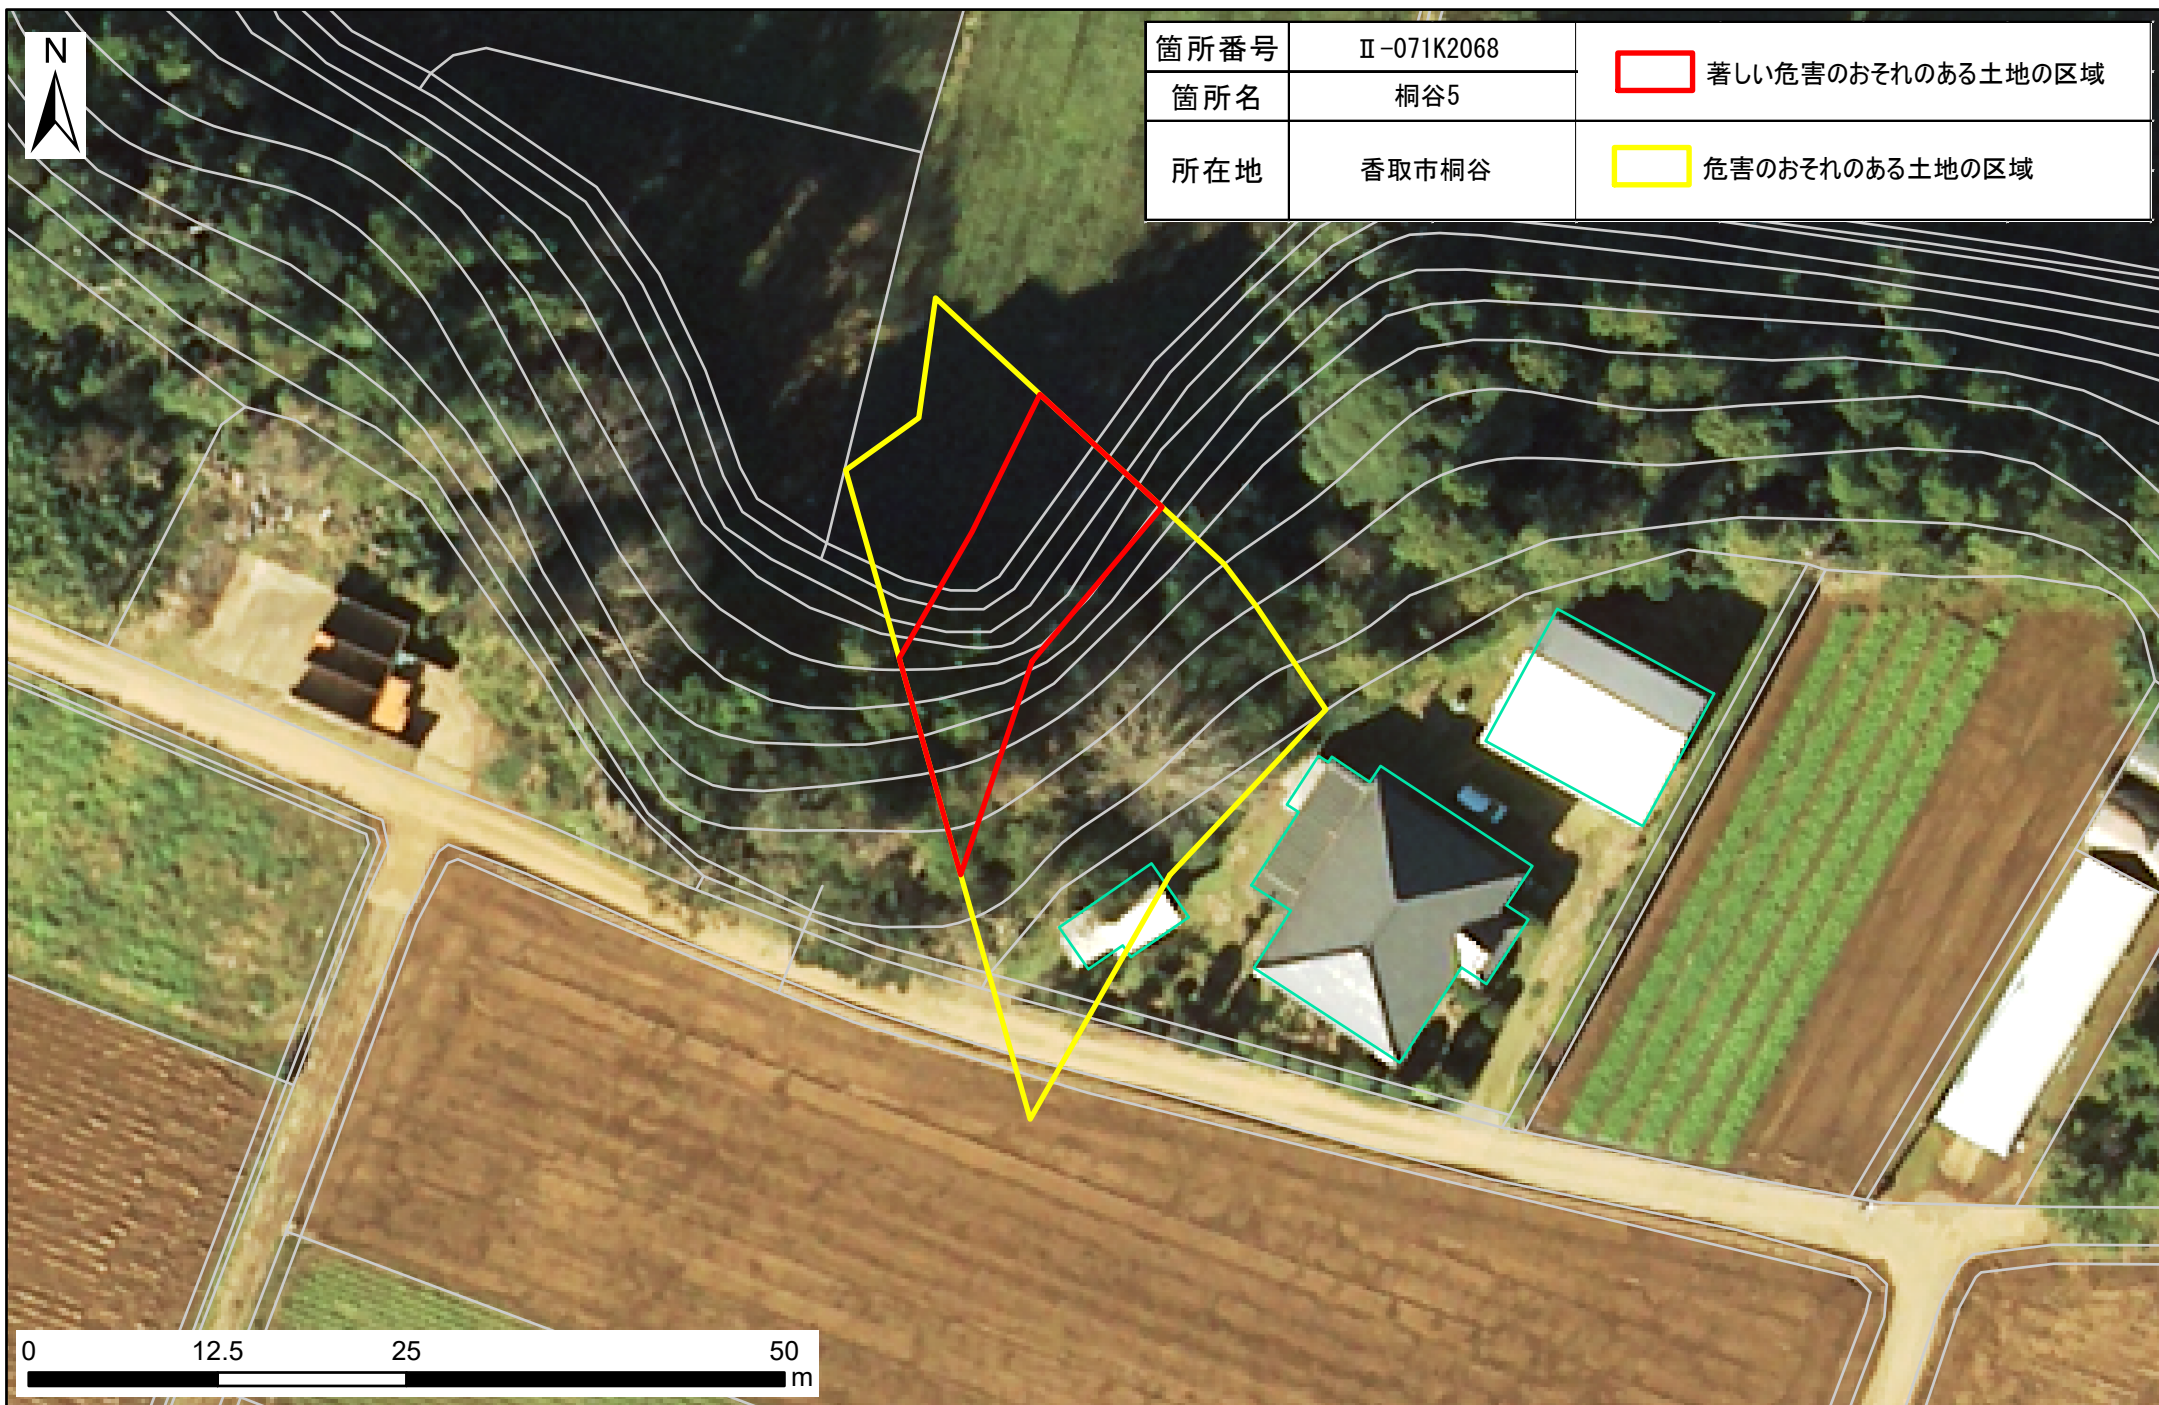 N
箇所番号 Ⅱ-071K2068
箇所名 桐谷5
所在地 香取市桐谷
著しい危害のおそれのある土地の区域
危害のおそれのある土地の区域
0 12.5 25 50
m